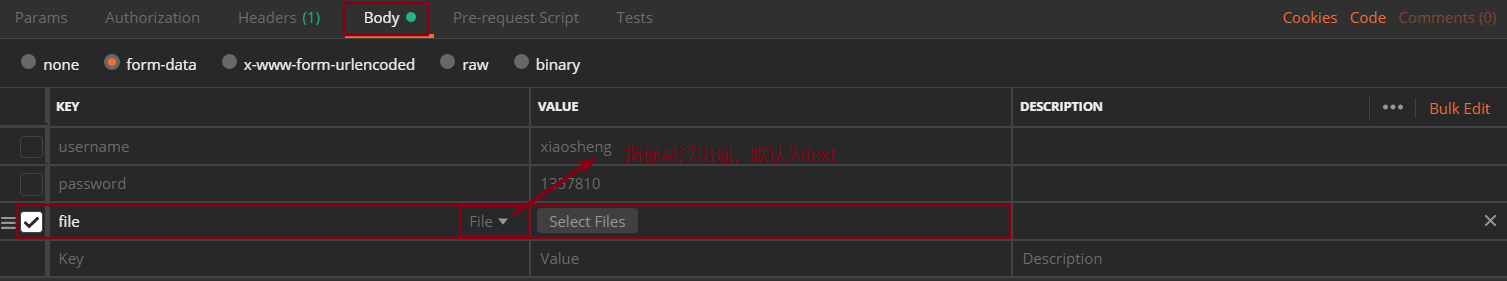 Params Authorization Headers (1) Body Pre-request Script Tests Cookies Code Comments (0)
none form-data x-www-form-urlencoded raw binary
KEY VALUE DESCRIPTION ••• Bulk Edit
username xiaosheng
指标悬浮出现，默认为text
password 1357810
file File Select Files
Key Value Description